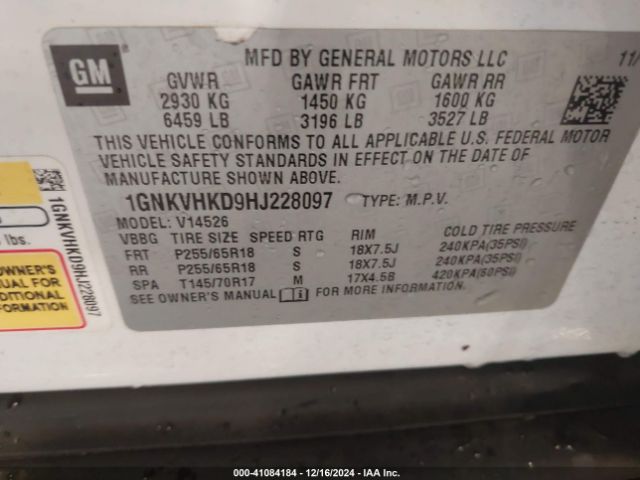 GM
MFD BY GENERAL MOTORS LLC 11/
GVWR GAWR FRT GAWR RR
2930 KG 1450 KG 1600 KG
6459 LB 3196 LB 3527 LB
THIS VEHICLE CONFORMS TO ALL APPLICABLE U.S. FEDERAL MOTOR
VEHICLE SAFETY STANDARDS IN EFFECT ON THE DATE OF
MANUFACTURE SHOWN ABOVE.
1GNKVHKD9HJ228097 TYPE: M.P.V.
MODEL: V14526
VBBG TIRE SIZE SPEED RTG RIM COLD TIRE PRESSURE
FRT P255/65R18 S 18X7.5J 240KPA(35PSI)
RR P255/65R18 S 18X7.5J 240KPA(35PSI)
SPA T145/70R17 M 17X4.5B 420KPA(60PSI)
SEE OWNER'S MANUAL FOR MORE INFORMATION.
lbs.
OWNER'S
MANUAL FOR
ADDITIONAL
FORMATION
1GNKVHKD9HJ228097
000-41084184 - 12/16/2024 - IAA Inc.